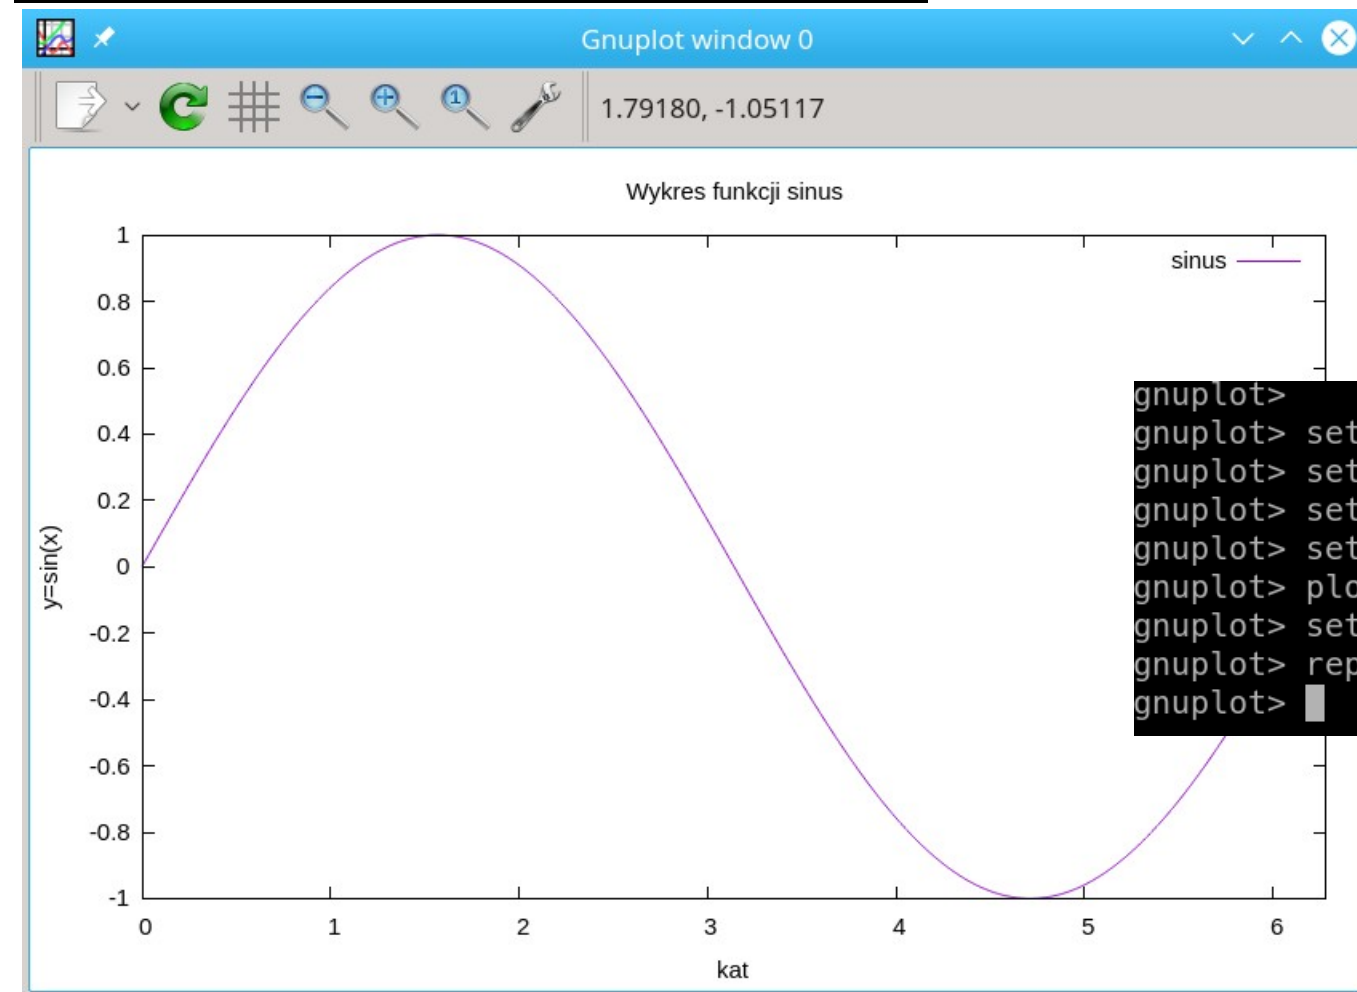 Gnuplot window 0
1.79180, -1.05117
Wykres funkcji sinus
sinus
1
0.8
0.6
0.4
0.2
0
-0.2
-0.4
-0.6
-0.8
-1
y=sin(x)
0 1 2 3 4 5 6
kat
gnuplot>
gnuplot> set
gnuplot> set
gnuplot> set
gnuplot> set
gnuplot> plo
gnuplot> set
gnuplot> rep
gnuplot>